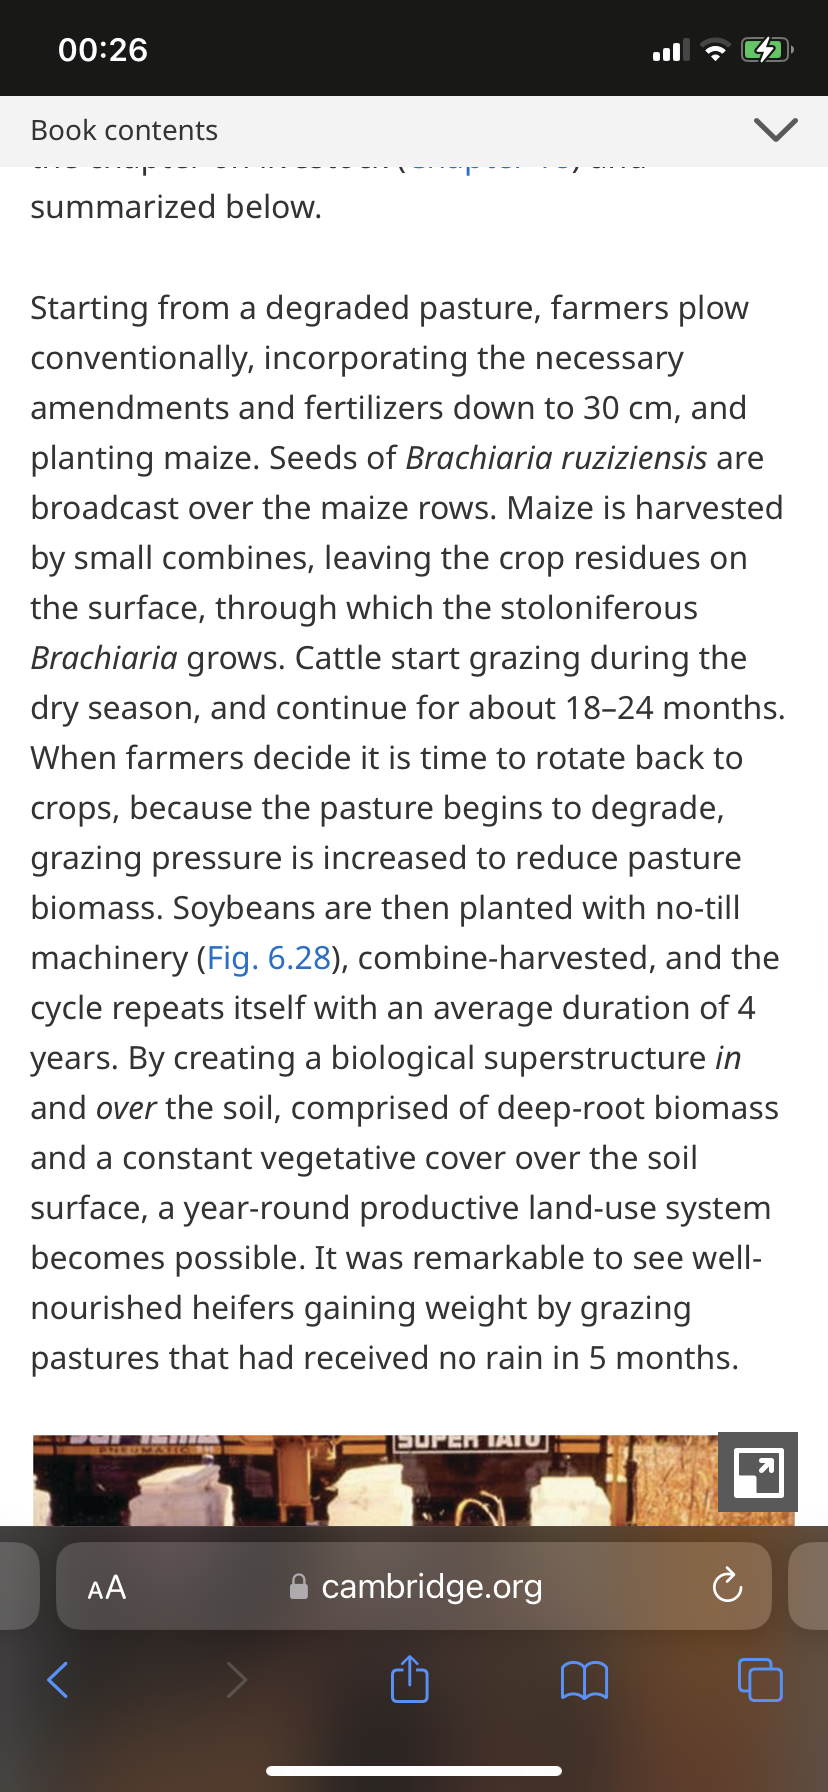 00:26
Book contents
summarized below.
Starting from a degraded pasture, farmers plow
conventionally, incorporating the necessary
amendments and fertilizers down to 30 cm, and
planting maize. Seeds of Brachiaria ruziziensis are
broadcast over the maize rows. Maize is harvested
by small combines, leaving the crop residues on
the surface, through which the stoloniferous
Brachiaria grows. Cattle start grazing during the
dry season, and continue for about 18–24 months.
When farmers decide it is time to rotate back to
crops, because the pasture begins to degrade,
grazing pressure is increased to reduce pasture
biomass. Soybeans are then planted with no-till
machinery (Fig. 6.28), combine-harvested, and the
cycle repeats itself with an average duration of 4
years. By creating a biological superstructure in
and over the soil, comprised of deep-root biomass
and a constant vegetative cover over the soil
surface, a year-round productive land-use system
becomes possible. It was remarkable to see well-
nourished heifers gaining weight by grazing
pastures that had received no rain in 5 months.
SUPER TATU
PNEUMATIC
AA
cambridge.org